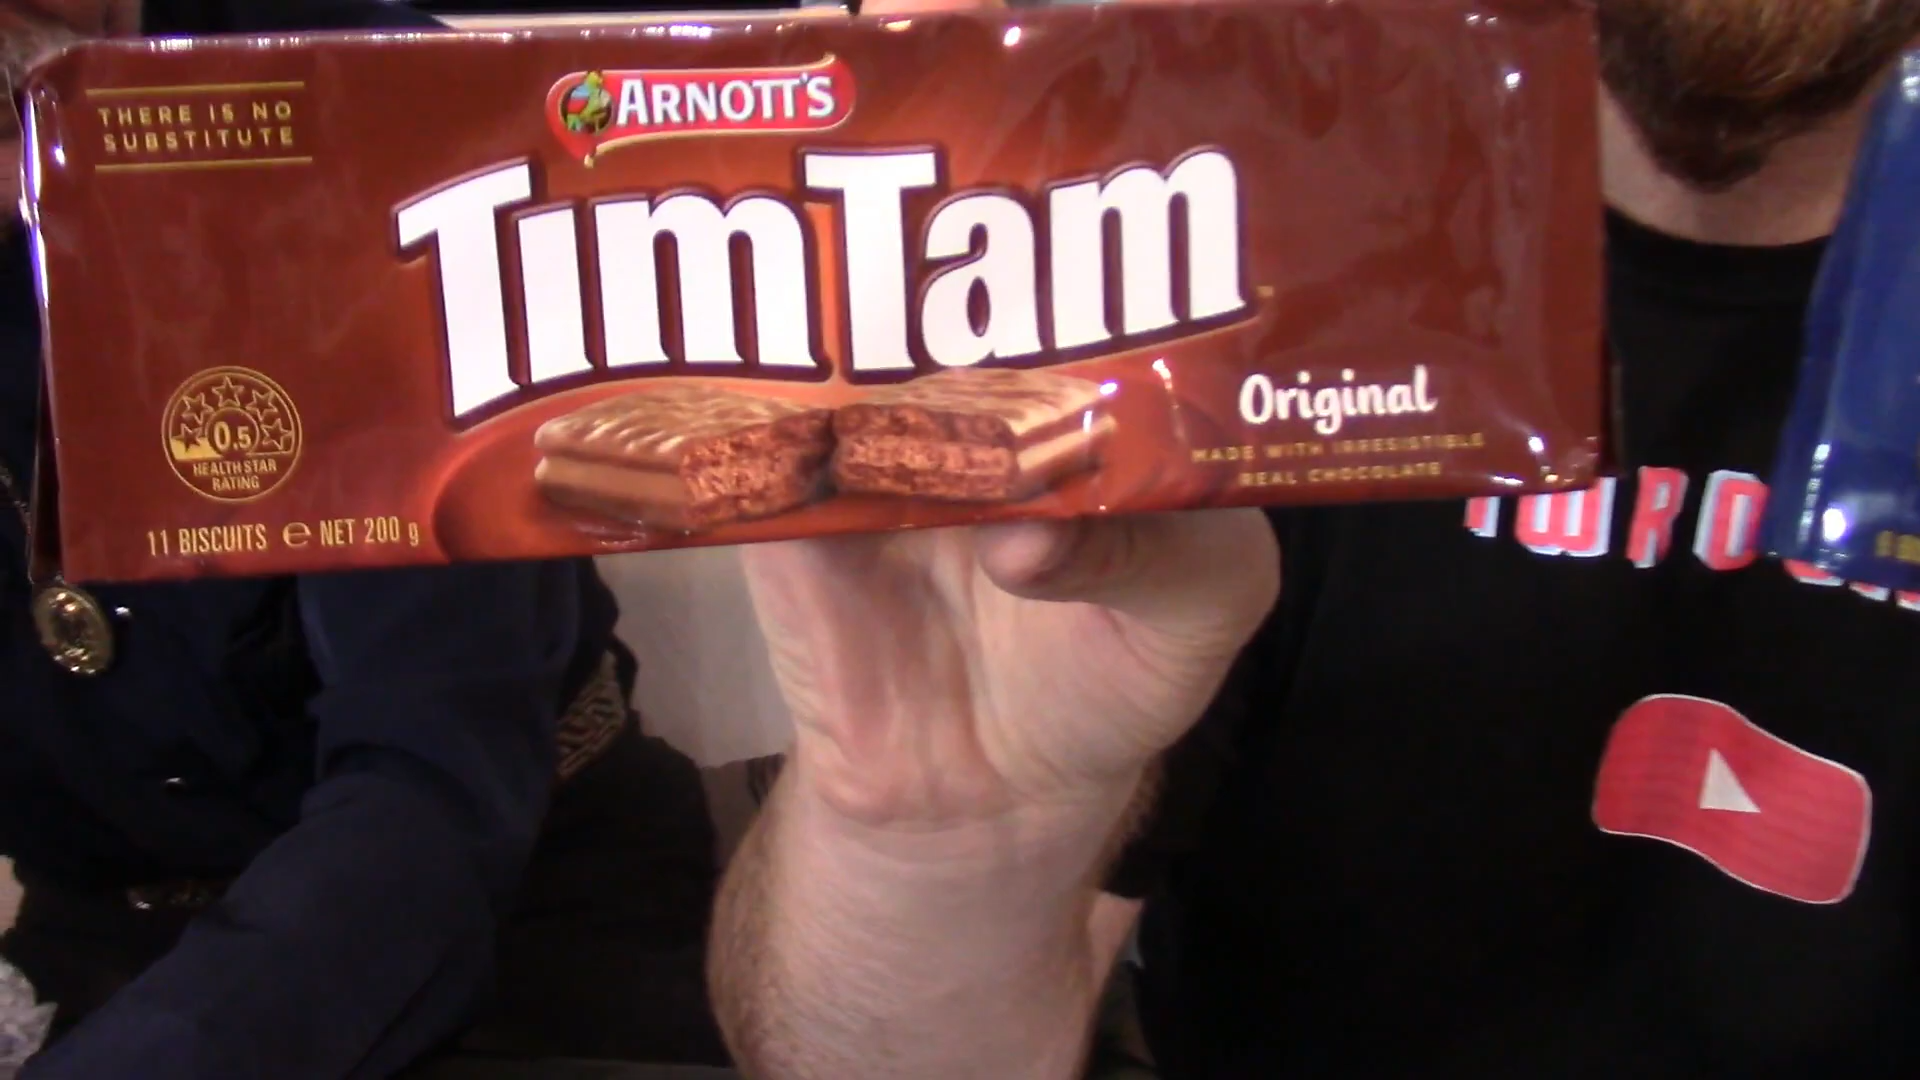 THERE IS NO
SUBSTITUTE
ARNOTT'S
TimTam
Original
MADE WITH IRRESISTIBLE
REAL CHOCOLATE
0.5
HEALTH STAR
RATING
11 BISCUITS e NET 200 g